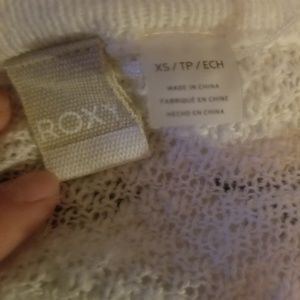 ROXY
XS / TP / ECH
MADE IN CHINA
FABRIQUÉ EN CHINE
HECHO EN CHINA